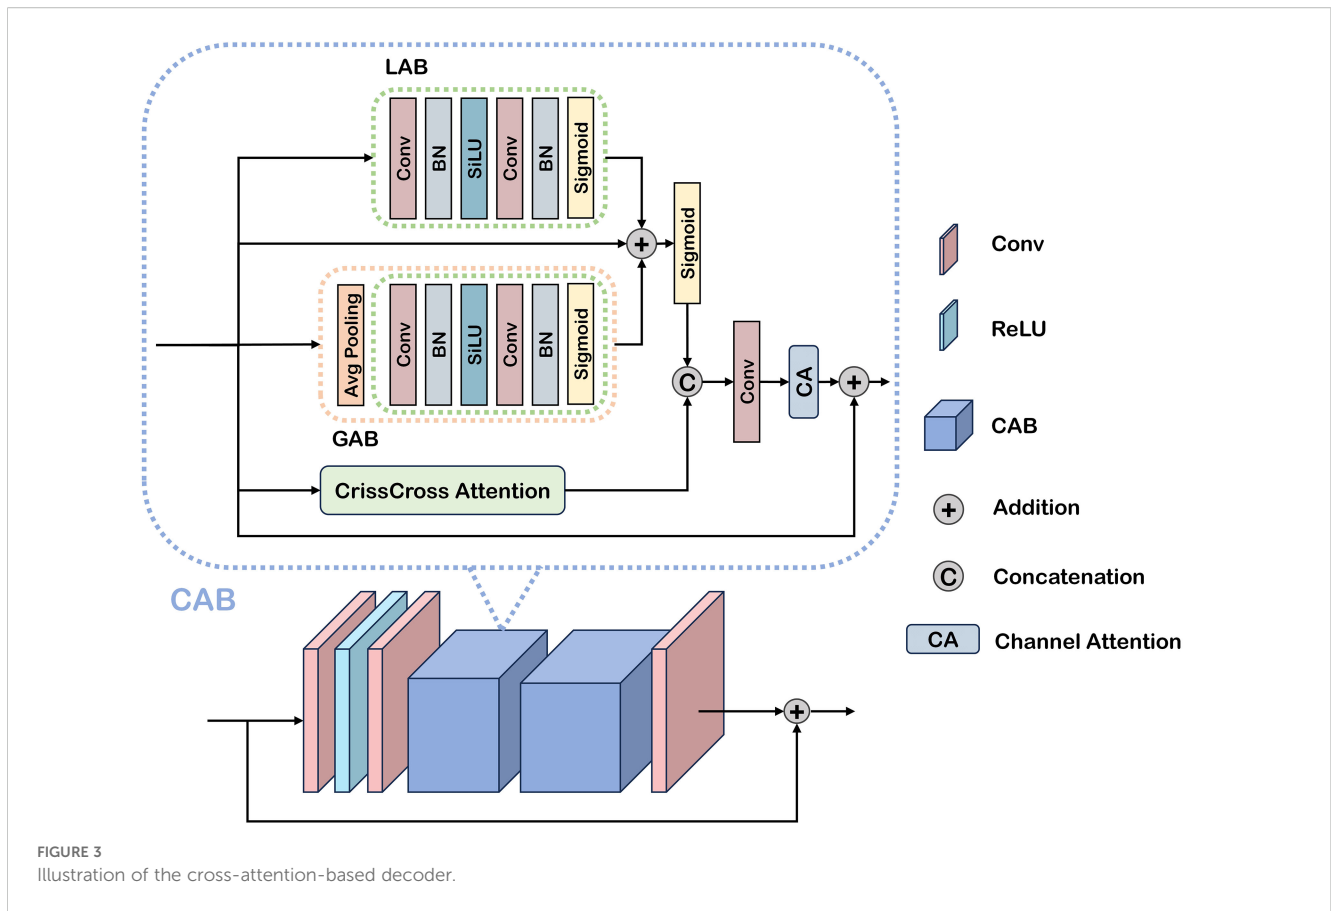 LAB
Conv
BN
SiLU
Conv
BN
Sigmoid
+
Sigmoid
Avg Pooling
Conv
BN
SiLU
Conv
BN
Sigmoid
GAB
C
Conv
CA
+
CrissCross Attention
CAB
+
Conv
ReLU
CAB
+ Addition
C Concatenation
CA Channel Attention
FIGURE 3
Illustration of the cross-attention-based decoder.